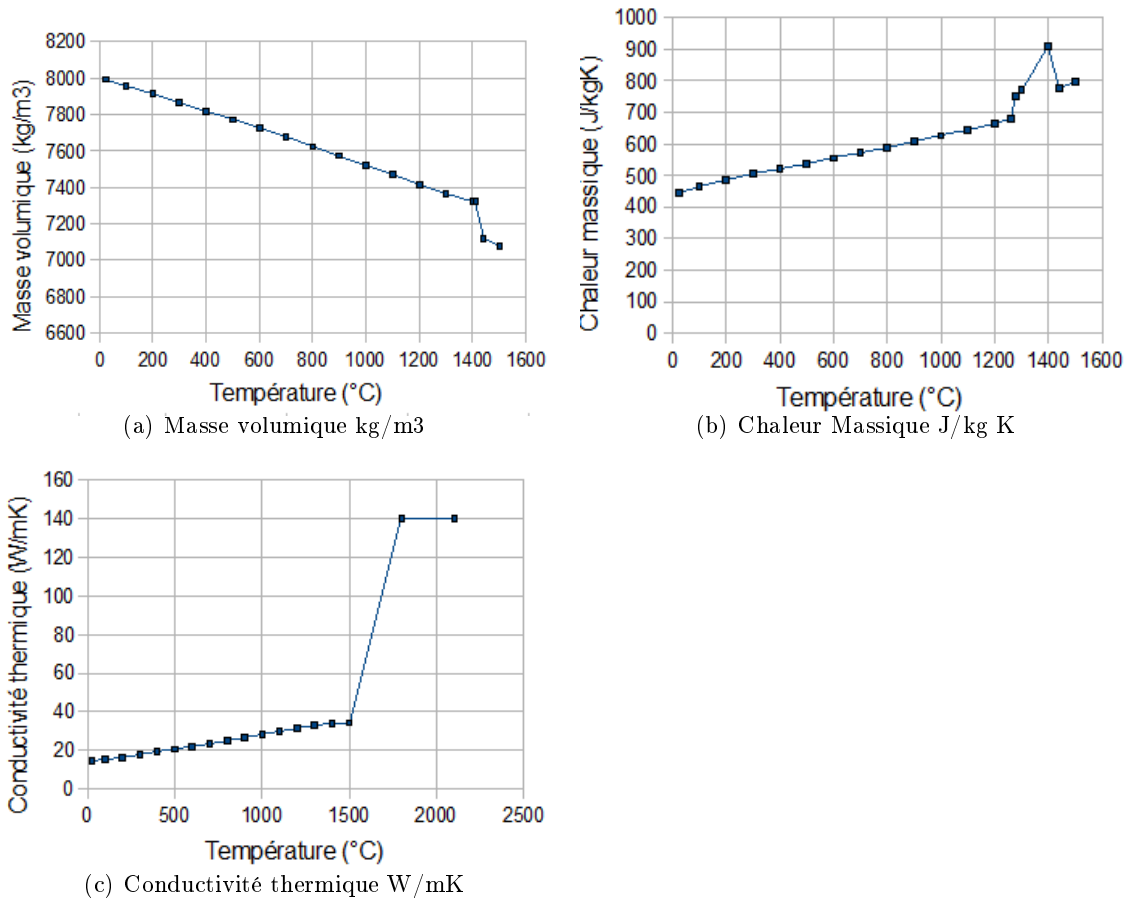 8200
8000
7800
7600
7400
7200
7000
6800
6600
0 200 400 600 800 1000 1200 1400 1600
Masse volumique (kg/m3)
Température (°C)
(a) Masse volumique kg/m3
1000
900
800
700
600
500
400
300
200
100
0
0 200 400 600 800 1000 1200 1400 1600
Chaleur massique (J/kgK)
Température (°C)
(b) Chaleur Massique J/kg K
160
140
120
100
80
60
40
20
0
0 500 1000 1500 2000 2500
Conductivité thermique (W/mK)
Température (°C)
(c) Conductivité thermique W/mK